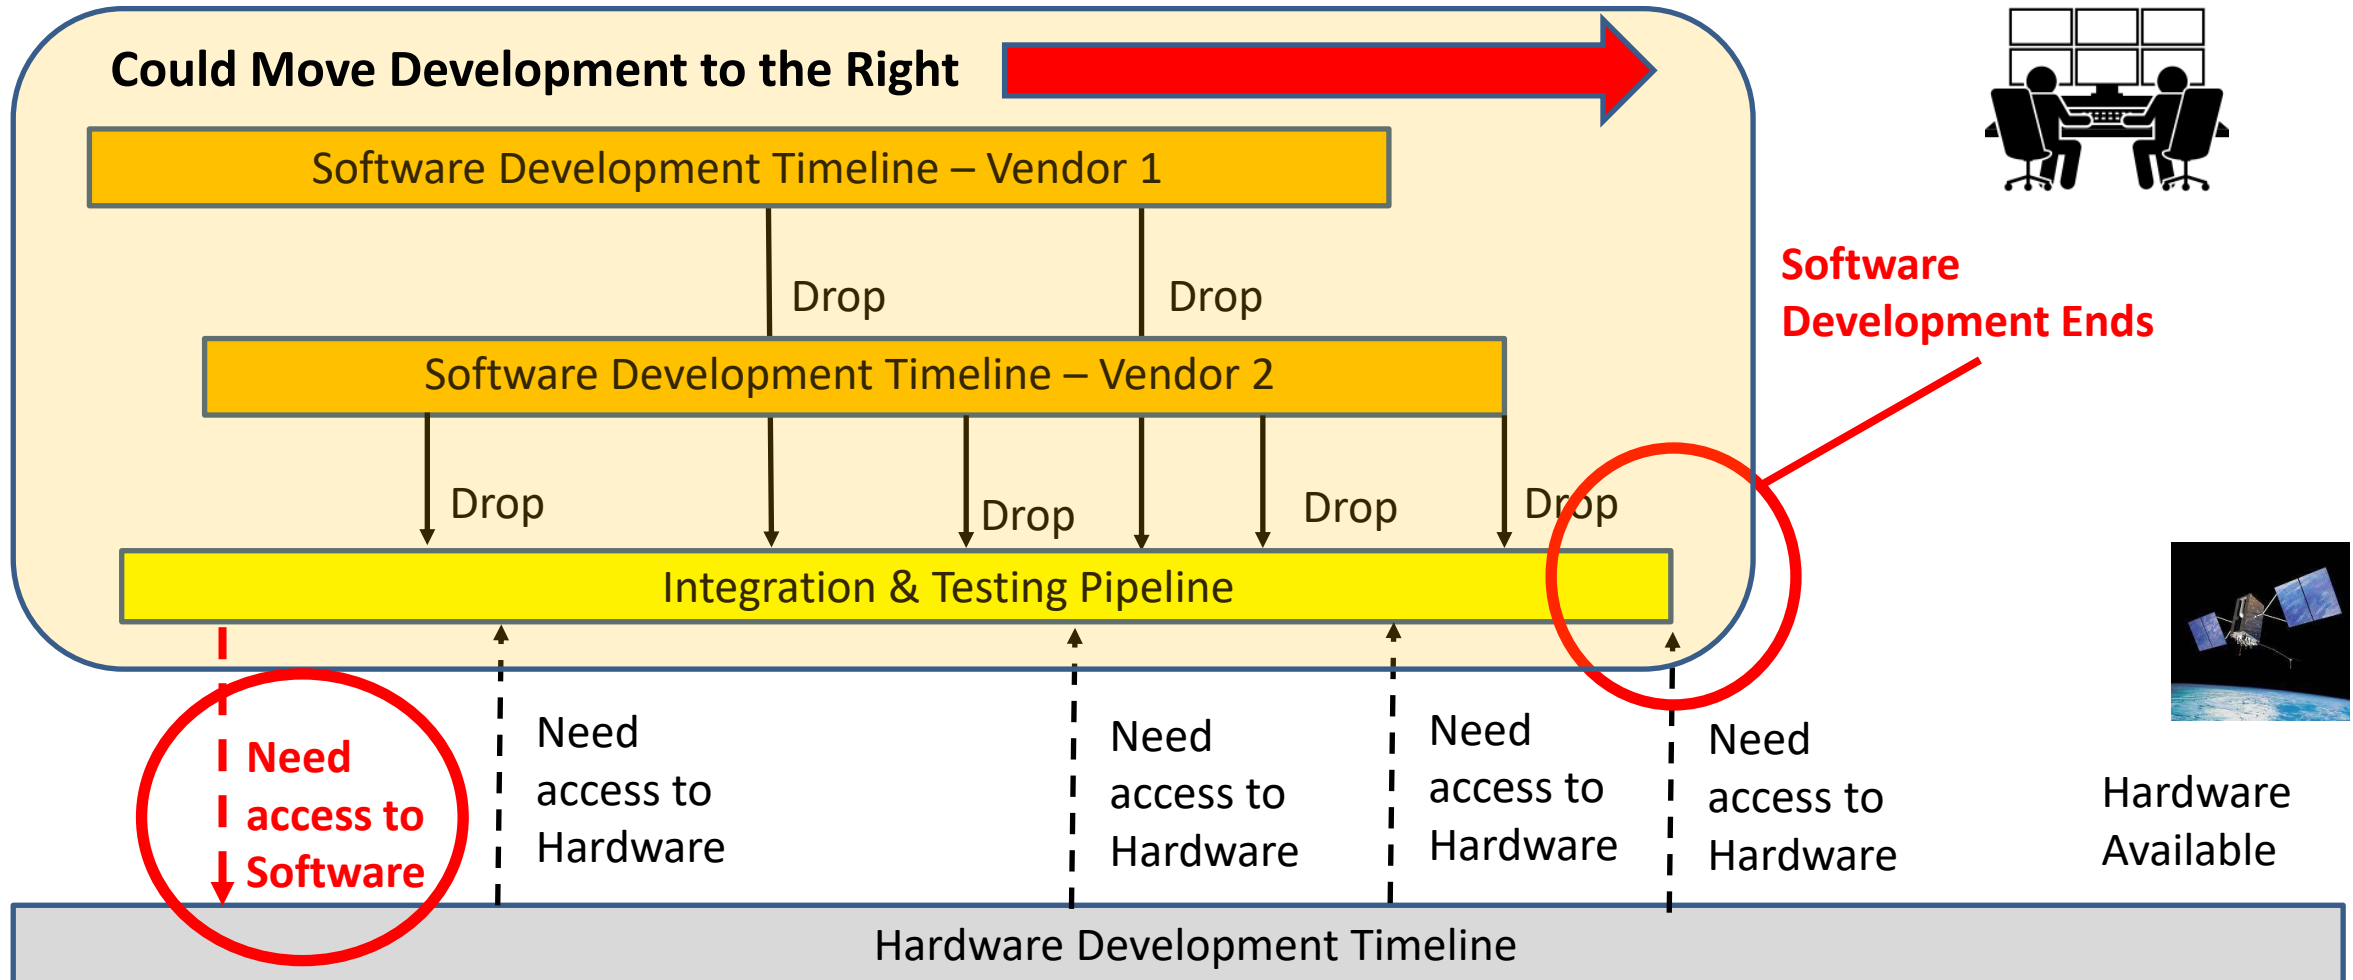 Could Move Development to the Right
Software Development Timeline – Vendor 1
Drop
Drop
Software
Development Ends
Software Development Timeline – Vendor 2
Drop
Drop
Drop
Drop
Integration & Testing Pipeline
Need
access to
Software
Need
access to
Hardware
Need
access to
Hardware
Need
access to
Hardware
Need
access to
Hardware
Hardware
Available
Hardware Development Timeline